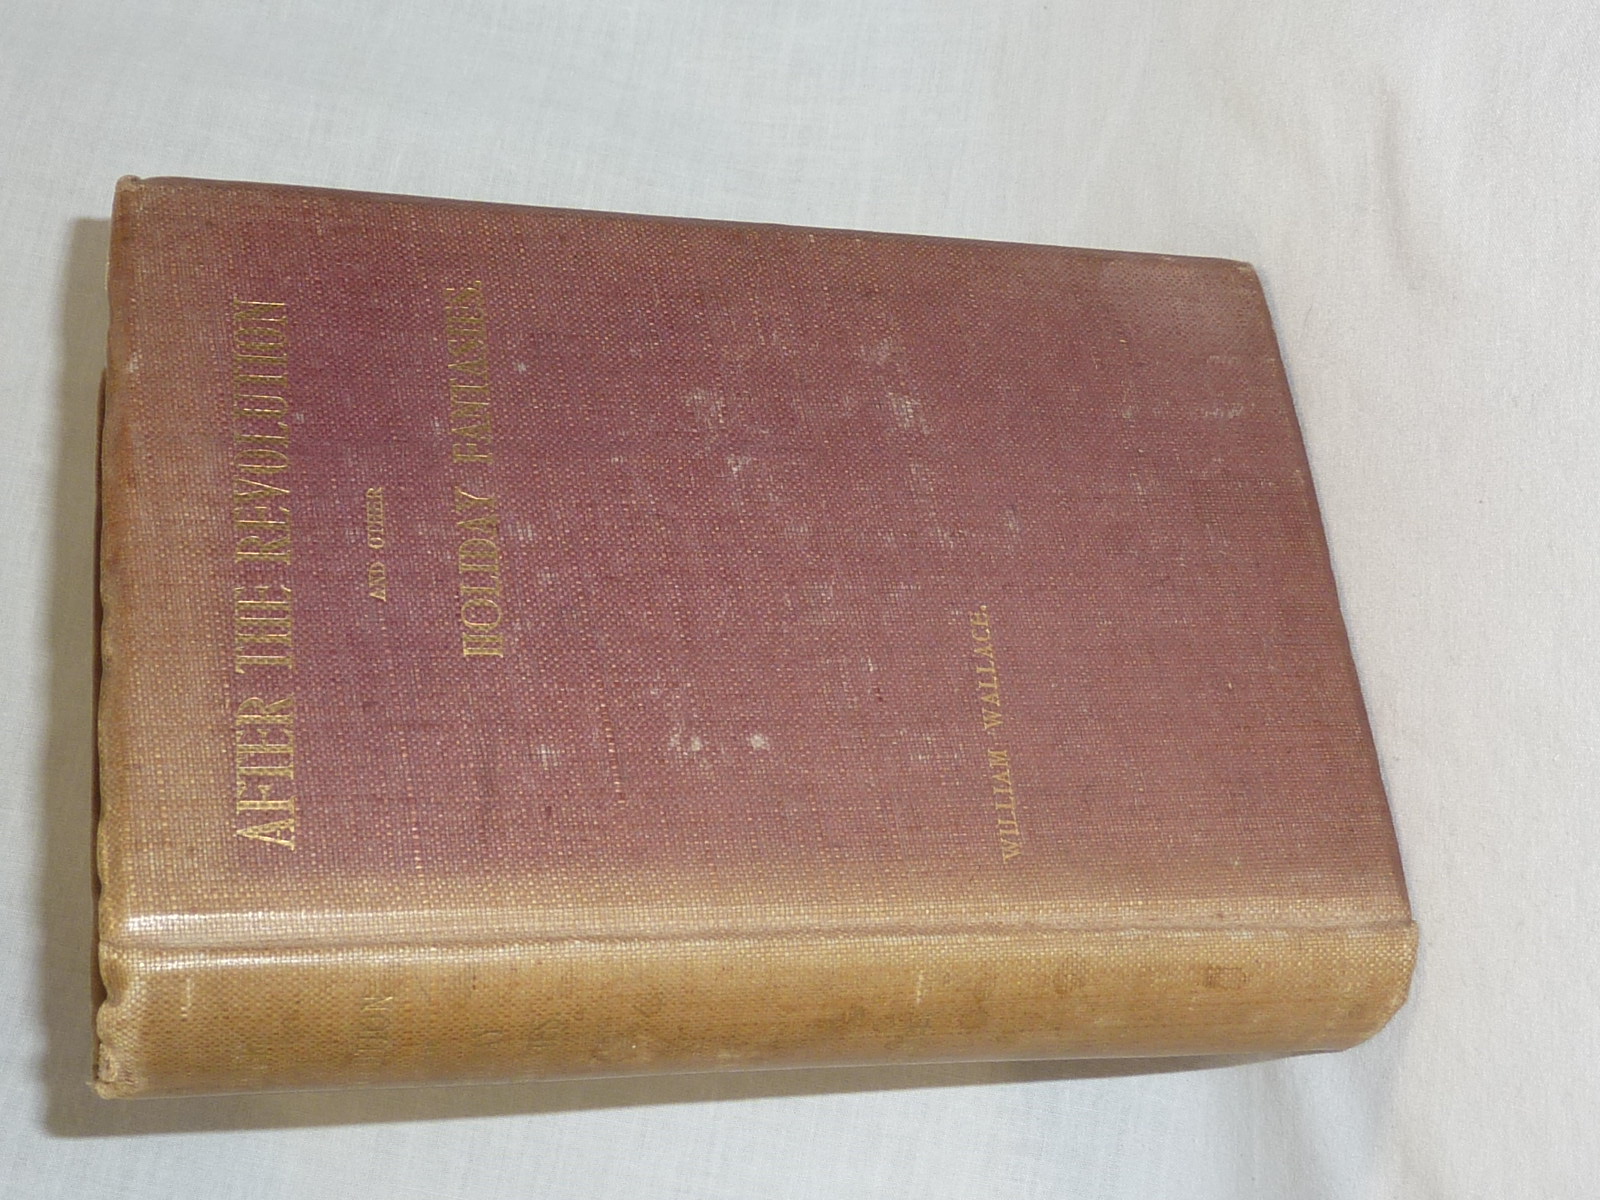 AFTER THE REVOLUTION
AND OTHER
HOLIDAY FANTASIES.
WILLIAM WALLACE.